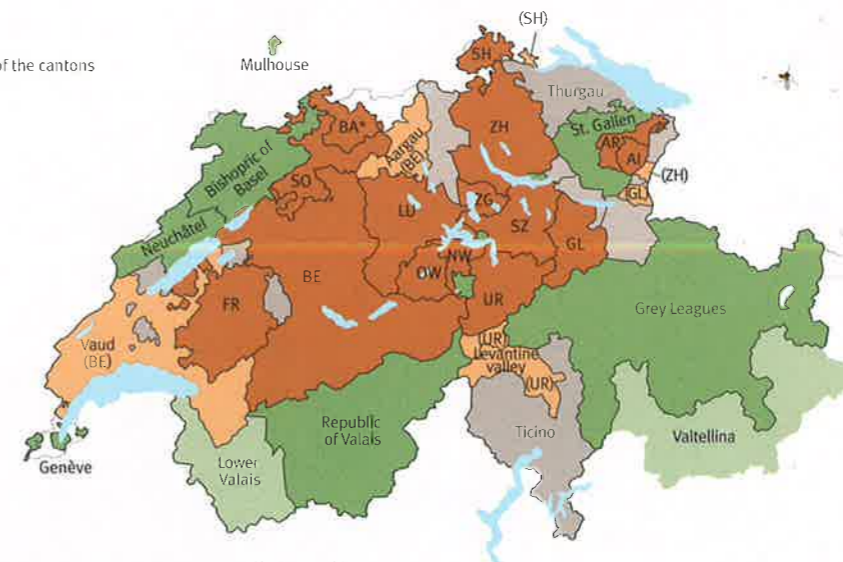 (SH)
of the cantons
Mulhouse
SH
Thurgau
BA*
ZH
St. Gallen
Aargau
(BE)
AR
AI
Bishopric of
Basel
(ZH)
SO
GL
LU
ZG
SZ
Neuchâtel
NW
GL
BE
OW
FR
UR
Grey Leagues
(UR)
Vaud
(BE)
Levantine
valley
(UR)
Republic
of Valais
Ticino
Valtellina
Lower
Valais
Genève